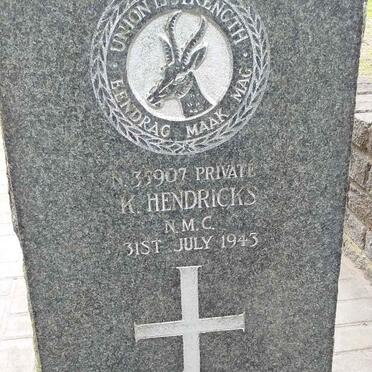 UNION IS STRENGTH
EENDRAG MAAK MAG
N. 35907 PRIVATE
K. HENDRICKS
N.M.C.
31ST JULY 1943